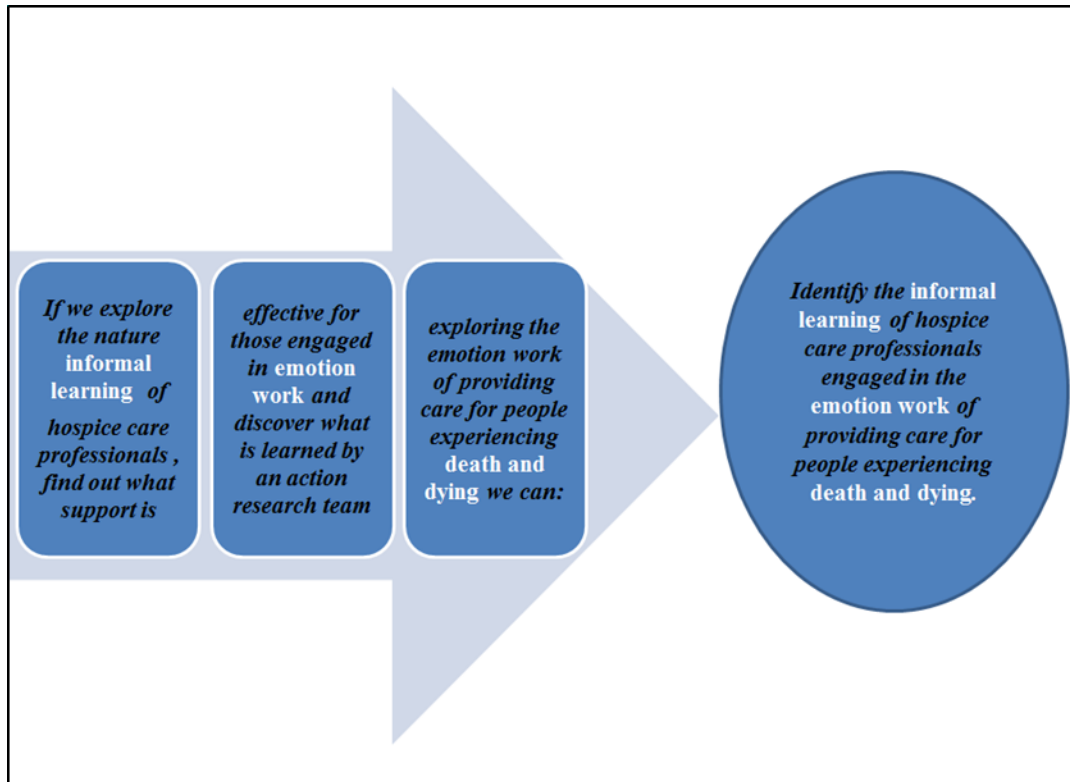 If we explore
the nature
informal
learning of
hospice care
professionals ,
find out what
support is
effective for
those engaged
in emotion
work and
discover what
is learned by
an action
research team
exploring the
emotion work
of providing
care for people
experiencing
death and
dying we can:
Identify the informal
learning of hospice
care professionals
engaged in the
emotion work of
providing care for
people experiencing
death and dying.